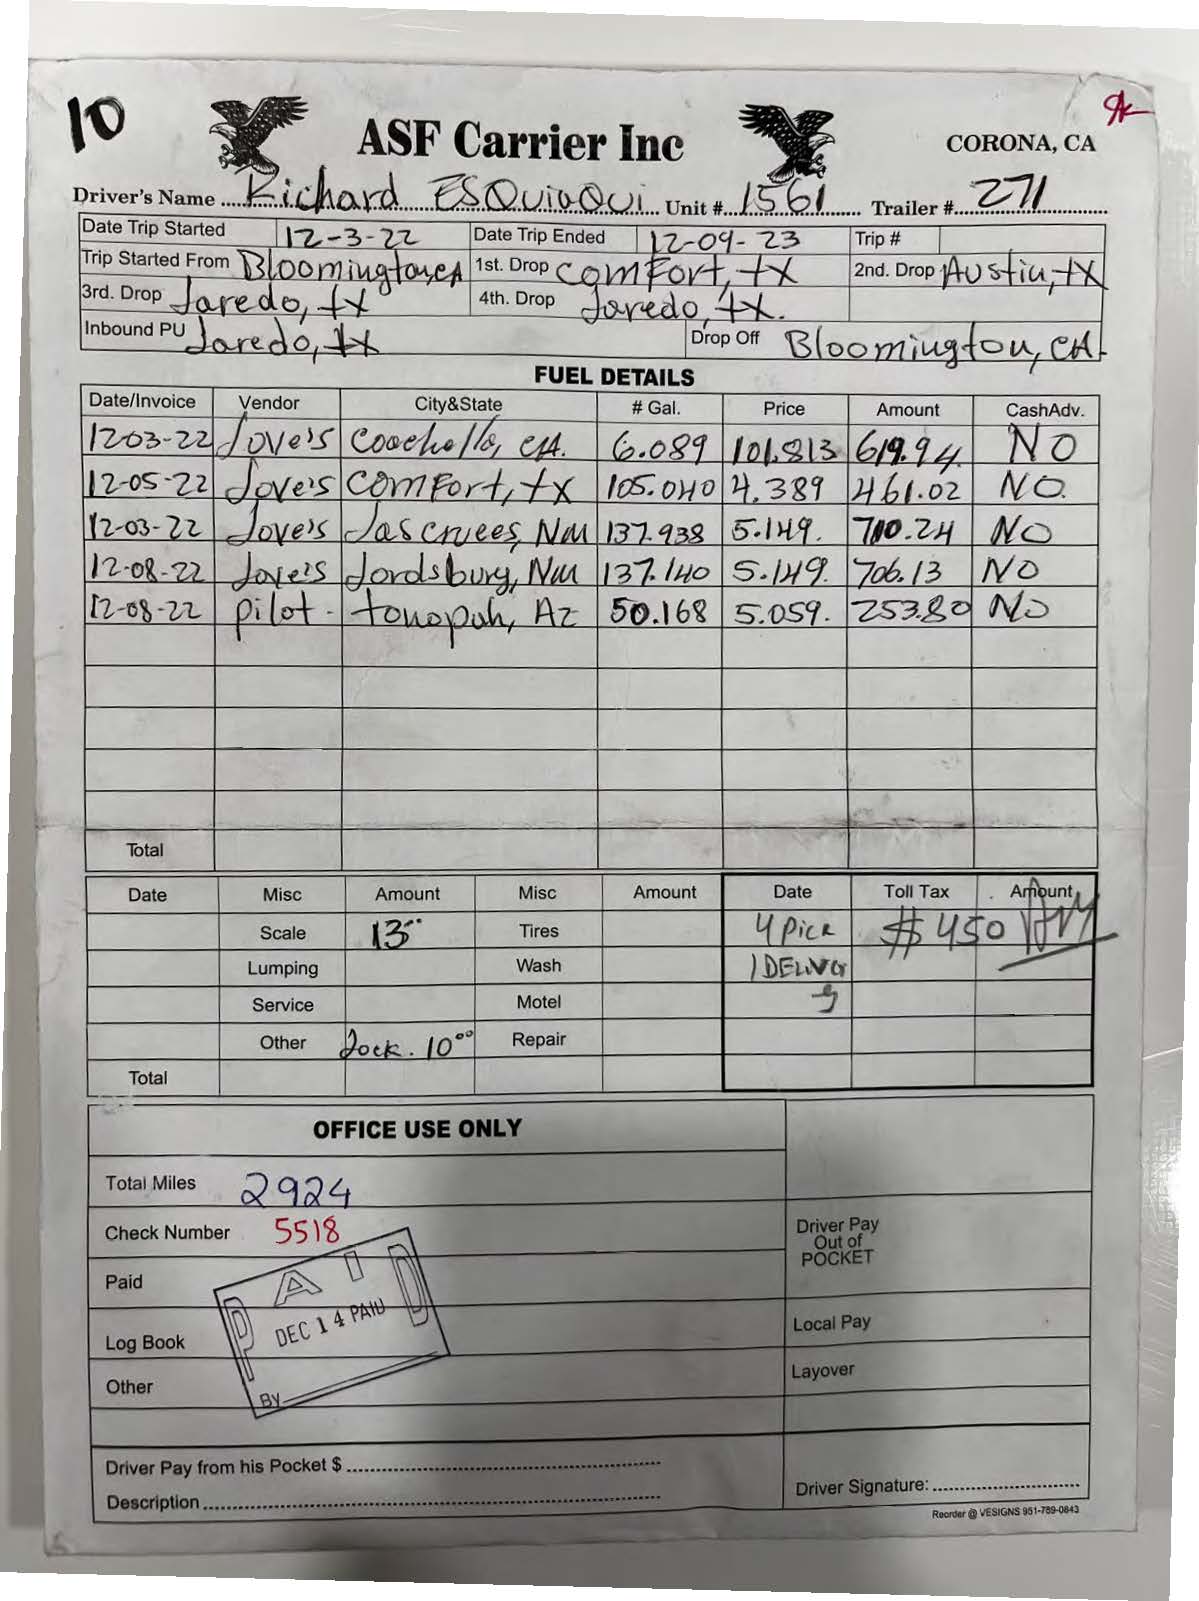 10
ASF Carrier Inc
CORONA, CA
Driver's Name Richard ESQuiaQui Unit # 1561 Trailer # 271
Date Trip Started 12-3-22 Date Trip Ended 12-09-23 Trip #
Trip Started From Bloomington, CA 1st. Drop comFort, tx 2nd. Drop Austin, tx
3rd. Drop Laredo, tx 4th. Drop Laredo, tx.
Inbound PU Laredo, tx Drop Off Bloomington, CA
FUEL DETAILS
Date/Invoice Vendor City&State # Gal. Price Amount CashAdv.
12-03-22 Love's Coachella, CA. 6.089 101.813 619.94 NO
12-05-22 Love's comFort, tx 105.040 4.389 461.02 NO.
12-03-22 Love's Las cruees, NM 137.938 5.149. 710.24 NO
12-08-22 Love's Lordsburg, NM 137.140 5.149. 706.13 NO
12-08-22 pilot - tonopah, Az 50.168 5.059. 253.80 NO
Total
Date Misc Amount Misc Amount Date Toll Tax Amount
Scale 13 Tires 4 Pick $ 450
Lumping Wash 1 DELIVER
Service Motel
Other Lock. 10°° Repair
Total
OFFICE USE ONLY
Total Miles 2924
Check Number 5518
Driver Pay
Out of
POCKET
Paid
PAID
DEC 14 PAID
By
Log Book
Local Pay
Other
Layover
Driver Pay from his Pocket $
Description
Driver Signature:
Reorder @ VESIGNS 951-789-0843